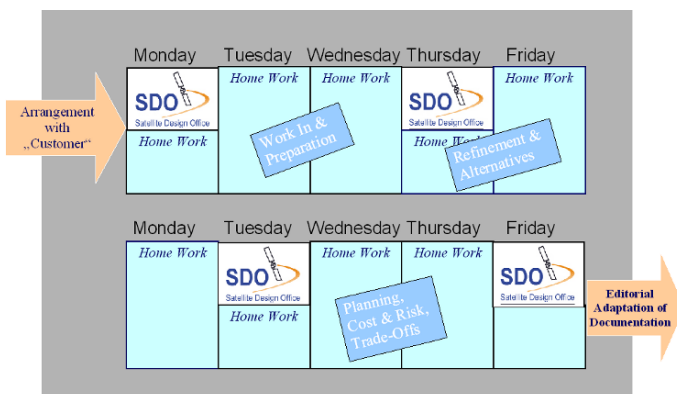 Monday Tuesday Wednesday Thursday Friday
Arrangement
with
„Customer“
SDO
Satellite Design Office
Home Work
Home Work
Home Work
SDO
Satellite Design Office
Home Work
Home Work
Work In &
Preparation
Refinement &
Alternatives
Monday Tuesday Wednesday Thursday Friday
Home Work
SDO
Satellite Design Office
Home Work
Home Work
Home Work
SDO
Satellite Design Office
Planning,
Cost & Risk,
Trade-Offs
Editorial
Adaptation of
Documentation